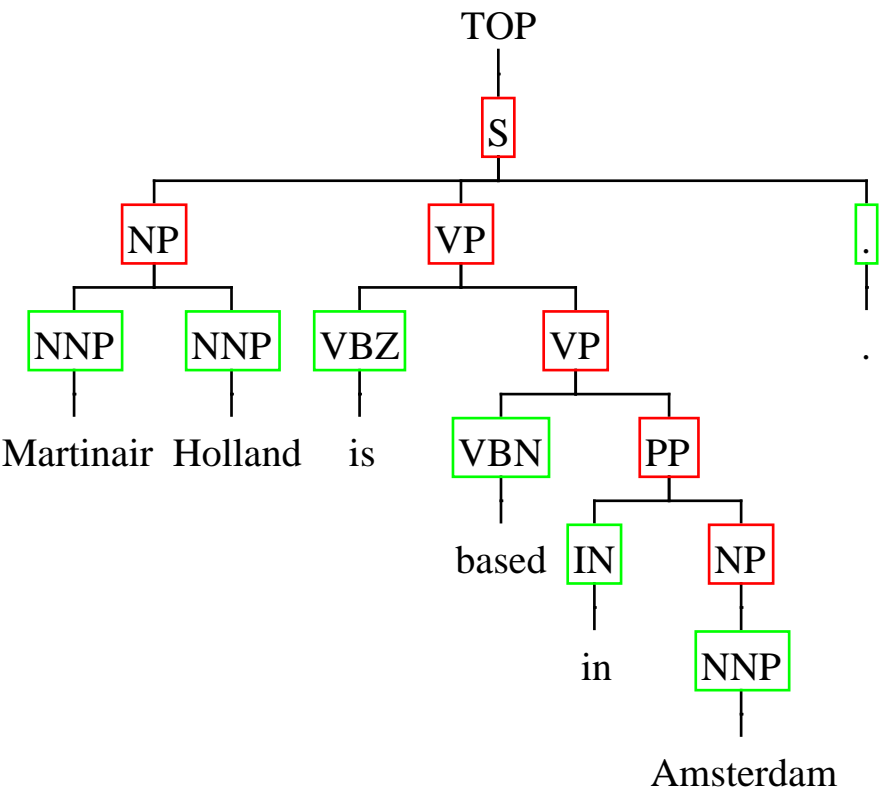 TOP
S
NP VP .
NNP NNP VBZ VP .
Martinair Holland is VBN PP
based IN NP
in NNP
Amsterdam